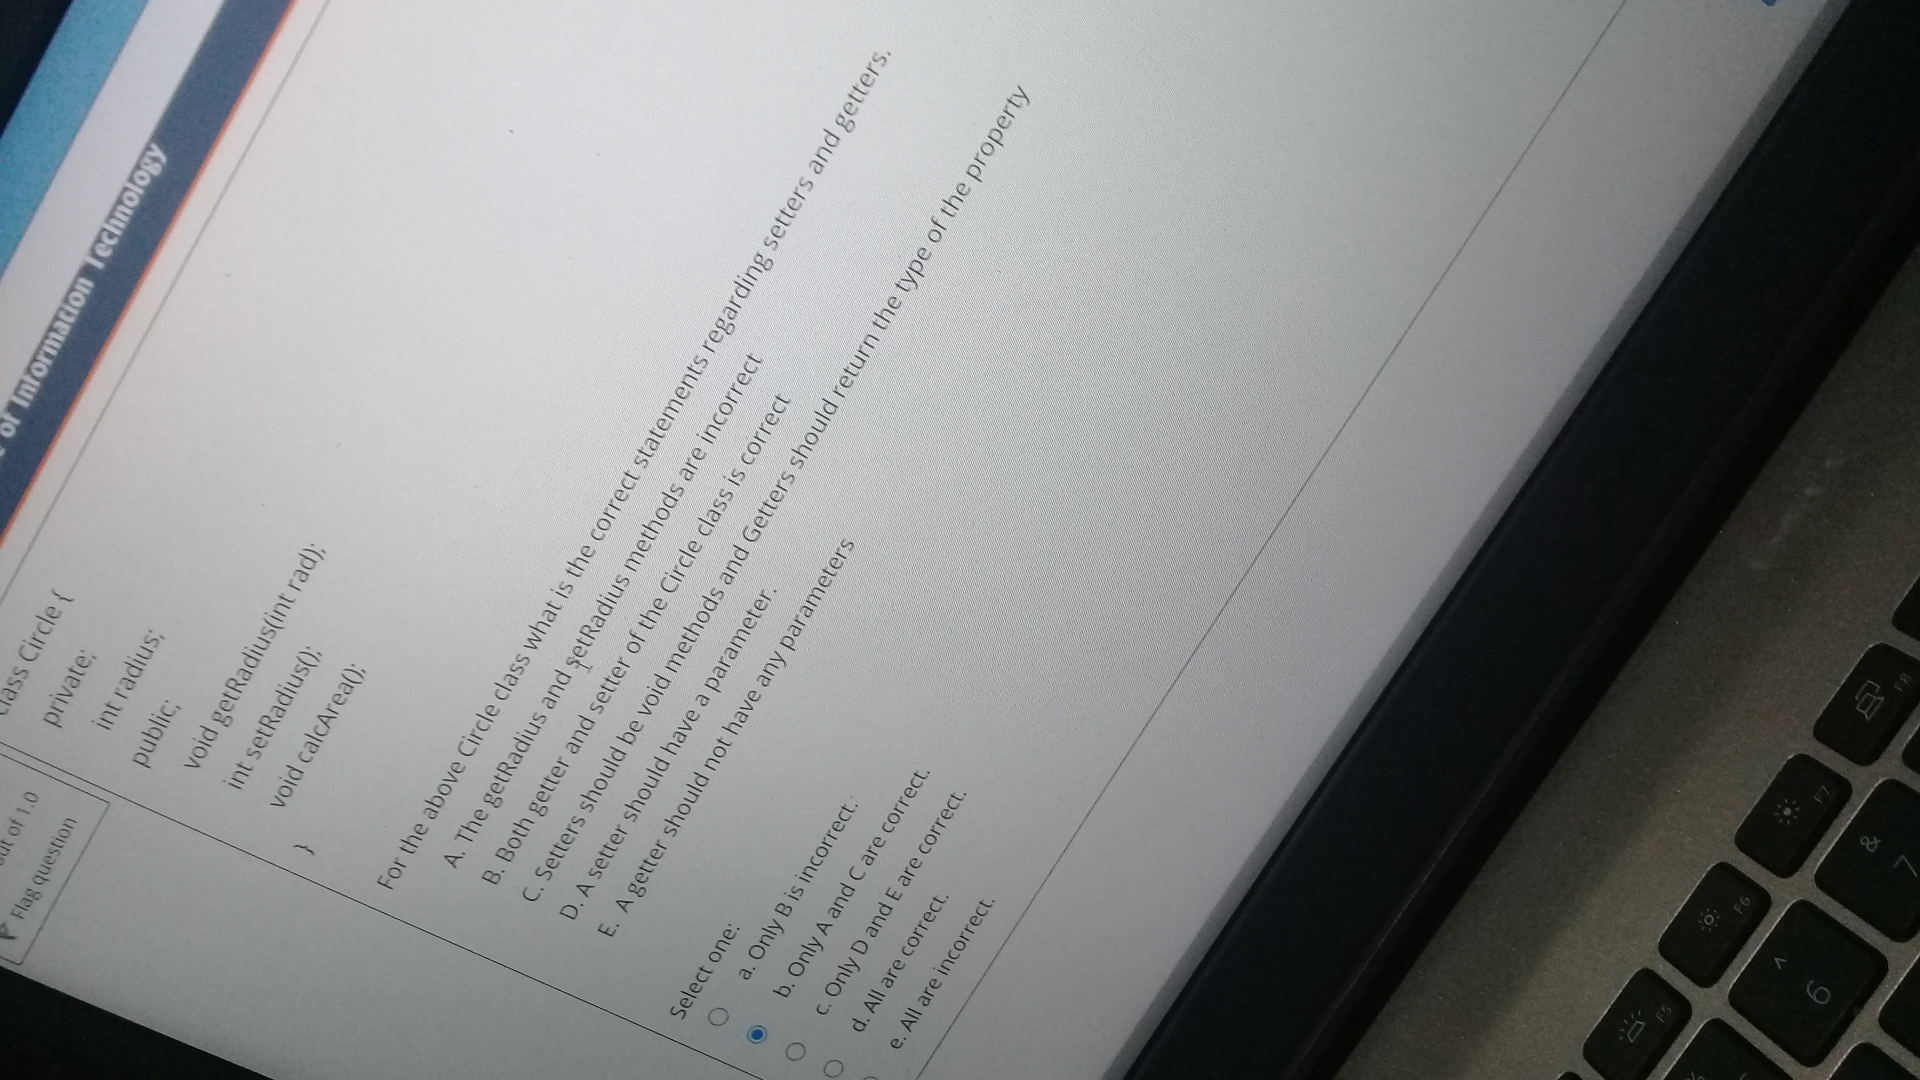 of Information Technology
out of 1.0
Flag question
class Circle {
private;
int radius;
public;
void getRadius(int rad);
int setRadius();
void calcArea();
}
For the above Circle class what is the correct statements regarding setters and getters.
A. The getRadius and setRadius methods are incorrect
B. Both getter and setter of the Circle class is correct
C. Setters should be void methods and Getters should return the type of the property
D. A setter should have a parameter.
E. A getter should not have any parameters
Select one:
a. Only B is incorrect.
b. Only A and C are correct.
c. Only D and E are correct.
d. All are correct.
e. All are incorrect.
F5
F6
F7
F8
^
6
&
7